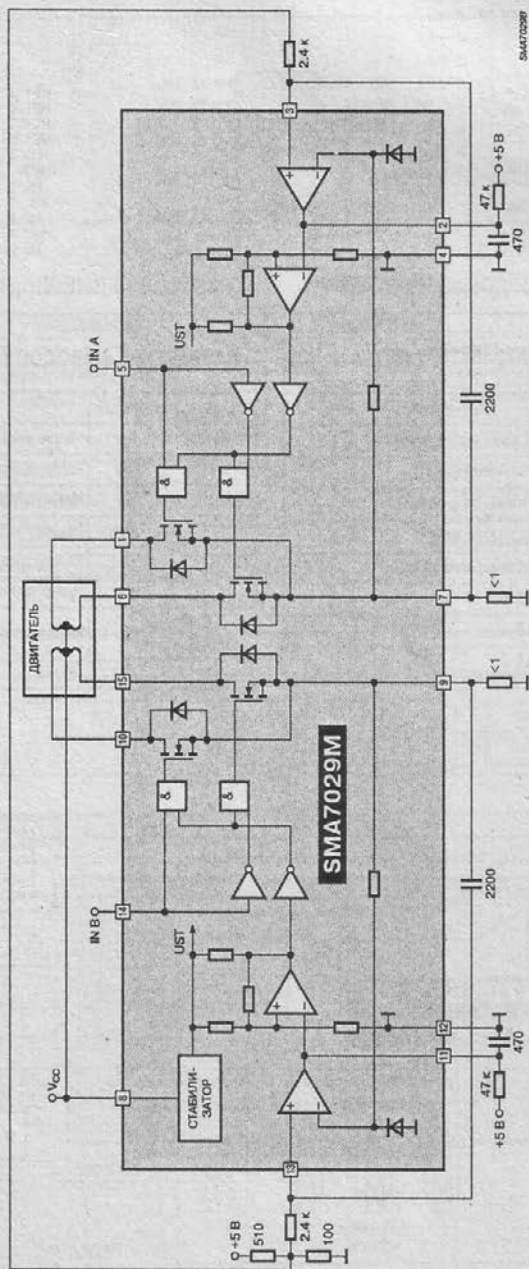 ДВИГАТЕЛЬ
Vcc
IN B
IN A
8
14
10
15
6
1
5
СТАБИЛИ-
ЗАТОР
UST
UST
&
&
&
&
+
−
+
−
+
−
+
−
SMA7029M
13
3
11
12
9
7
4
2
+5 В
510
2.4 к
100
2.4 к
47 к
+5 В
470
2200
<1
<1
2200
470
47 к
+5 В